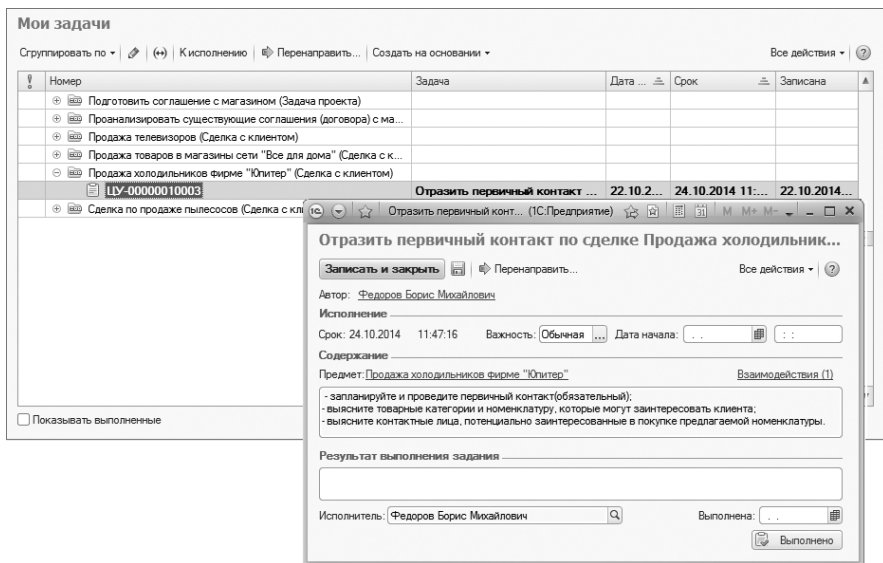 Мои задачи
Сгруппировать по К исполнению Перенаправить... Создать на основании Все действия ?
Номер Задача Дата ... Срок Записана
Подготовить соглашение с магазином (Задача проекта)
Проанализировать существующие соглашения (договора) с ма...
Продажа телевизоров (Сделка с клиентом)
Продажа товаров в магазины сети "Все для дома" (Сделка с к...
Продажа холодильников фирме "Юпитер" (Сделка с клиентом)
ЦУ-00000010003 Отразить первичный контакт ... 22.10.2... 24.10.2014 11:... 22.10.2014...
Сделка по продаже пылесосов (Сделка с кли
Показывать выполненные
1С Отразить первичный конт... (1С:Предприятие) 31 M M+ M-
Отразить первичный контакт по сделке Продажа холодильник...
Записать и закрыть Перенаправить... Все действия ?
Автор: Федоров Борис Михайлович
Исполнение
Срок: 24.10.2014 11:47:16 Важность: Обычная ... Дата начала: . . : :
Содержание
Предмет: Продажа холодильников фирме "Юпитер" Взаимодействия (1)
- запланируйте и проведите первичный контакт(обязательный);
- выясните товарные категории и номенклатуру, которые могут заинтересовать клиента;
- выясните контактные лица, потенциально заинтересованные в покупке предлагаемой номенклатуры.
Результат выполнения задания
Исполнитель: Федоров Борис Михайлович Выполнена: . .
Выполнено